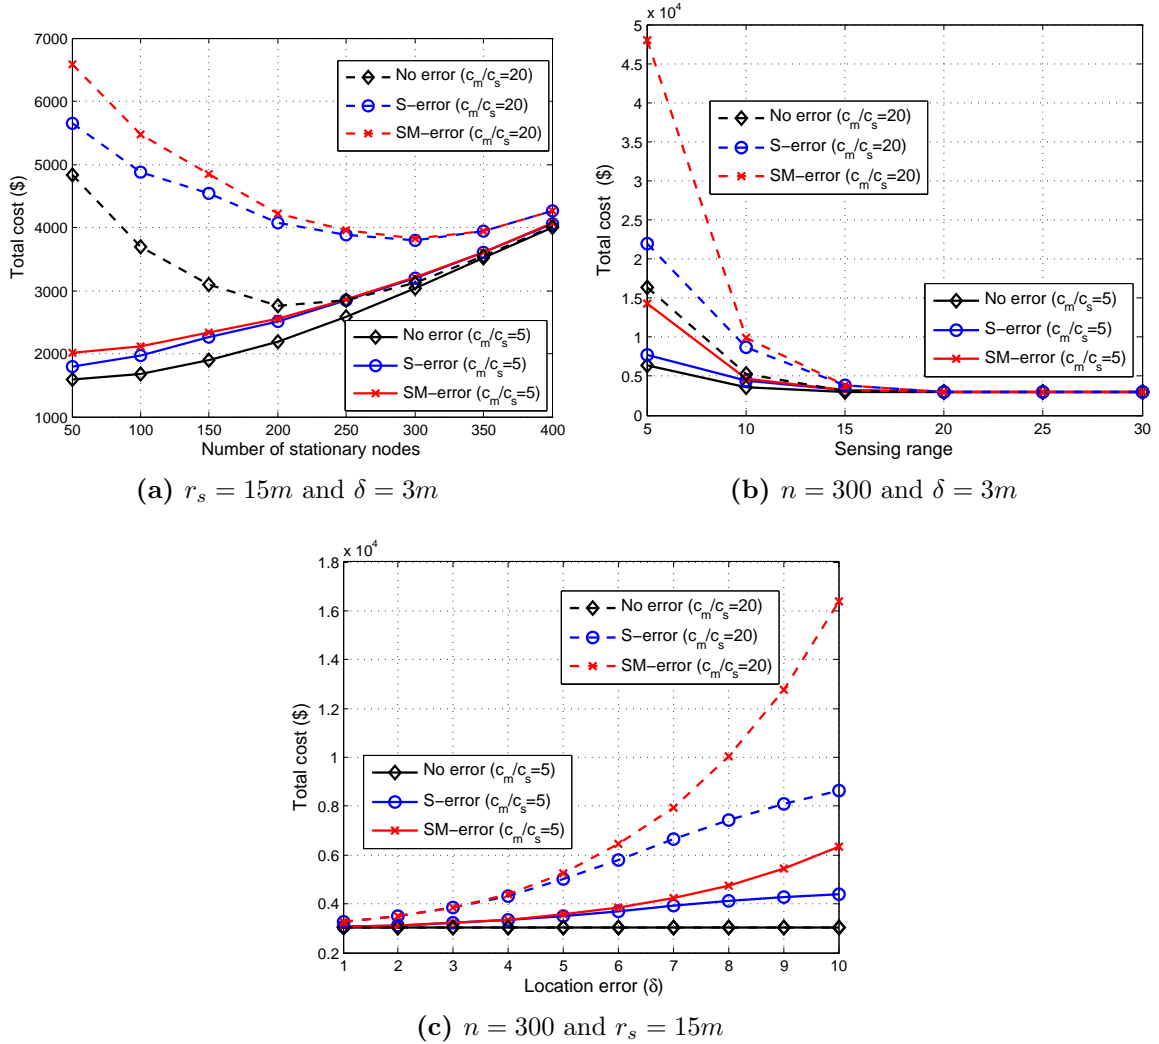 7000
6000
5000
4000
3000
2000
1000
Total cost ($)
50 100 150 200 250 300 350 400
Number of stationary nodes
No error (c_m/c_s=20)
S−error (c_m/c_s=20)
SM−error (c_m/c_s=20)
No error (c_m/c_s=5)
S−error (c_m/c_s=5)
SM−error (c_m/c_s=5)
(a) r_s = 15m and δ = 3m
x 10^4
5
4.5
4
3.5
3
2.5
2
1.5
1
0.5
0
Total cost ($)
5 10 15 20 25 30
Sensing range
No error (c_m/c_s=20)
S−error (c_m/c_s=20)
SM−error (c_m/c_s=20)
No error (c_m/c_s=5)
S−error (c_m/c_s=5)
SM−error (c_m/c_s=5)
(b) n = 300 and δ = 3m
x 10^4
1.8
1.6
1.4
1.2
1
0.8
0.6
0.4
0.2
Total cost ($)
1 2 3 4 5 6 7 8 9 10
Location error (δ)
No error (c_m/c_s=20)
S−error (c_m/c_s=20)
SM−error (c_m/c_s=20)
No error (c_m/c_s=5)
S−error (c_m/c_s=5)
SM−error (c_m/c_s=5)
(c) n = 300 and r_s = 15m